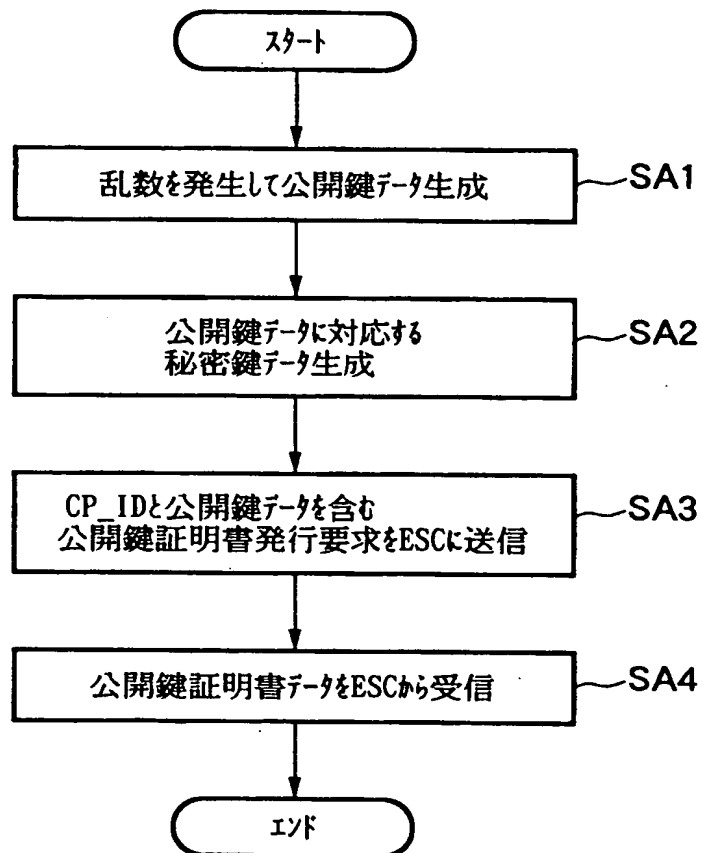 スタート
乱数を発生して公開鍵データ生成
SA1
公開鍵データに対応する
秘密鍵データ生成
SA2
CP_IDと公開鍵データを含む
公開鍵証明書発行要求をESCに送信
SA3
公開鍵証明書データをESCから受信
SA4
エンド